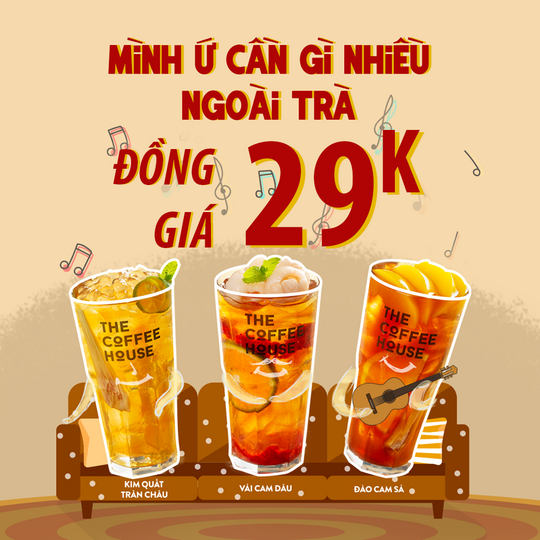 MÌNH Ứ CẦN GÌ NHIỀU
NGOÀI TRÀ
ĐỒNG
GIÁ
29K
THE
COFFEE
HOUSE
THE
COFFEE
HOUSE
THE
COFFEE
HOUSE
KIM QUẤT
TRÂN CHÂU
VẢI CAM DÂU
ĐÀO CAM SẢ